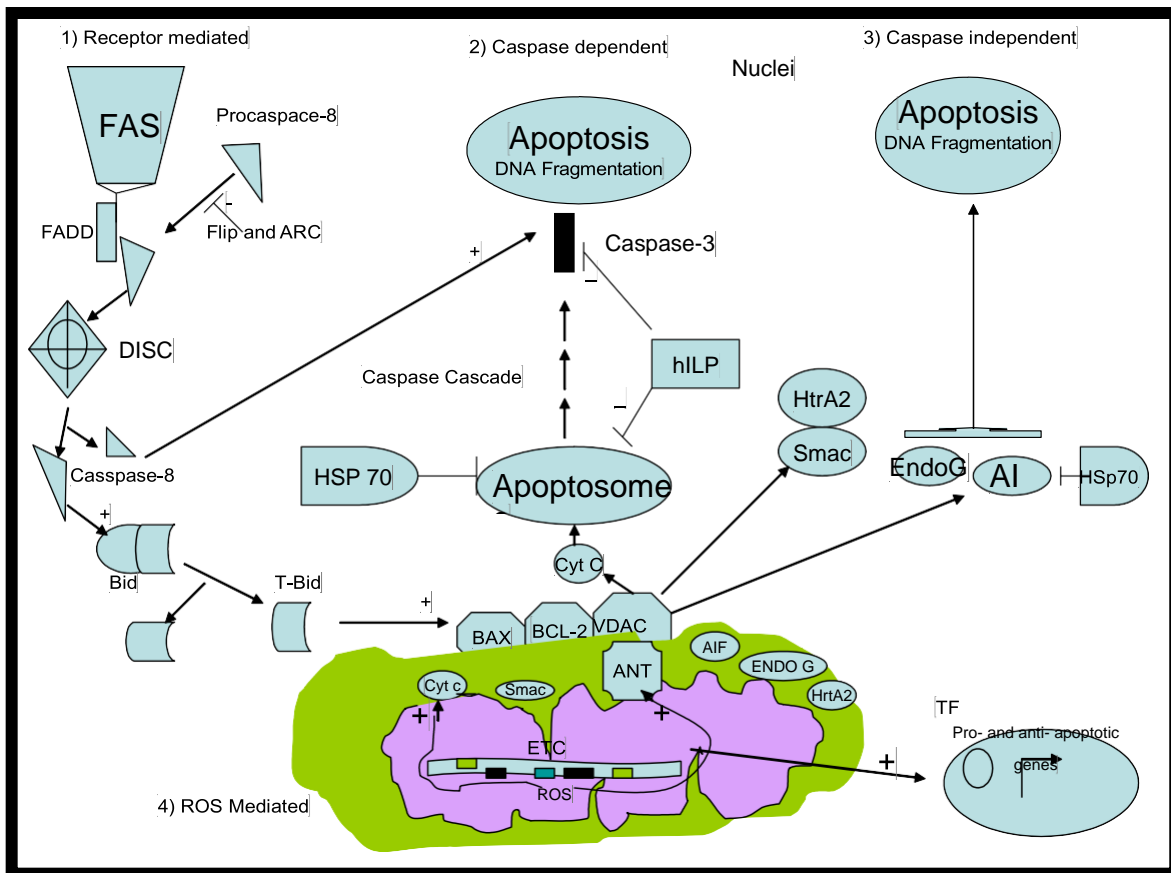 1) Receptor mediated
2) Caspase dependent
3) Caspase independent
Nuclei
FAS
Procaspace-8
Apoptosis
DNA Fragmentation
Apoptosis
DNA Fragmentation
FADD
-
Flip and ARC
+
Caspase-3
–
DISC
Caspase Cascade
hILP
–
HtrA2
Smac
Casspase-8
HSP 70
Apoptosome
EndoG
AI
HSp70
+
Bid
T-Bid
+
Cyt C
BAX
BCL-2
VDAC
ANT
AIF
ENDO G
HrtA2
Cyt c
Smac
+
+
ETC
ROS
+
TF
Pro- and anti- apoptotic
genes
4) ROS Mediated